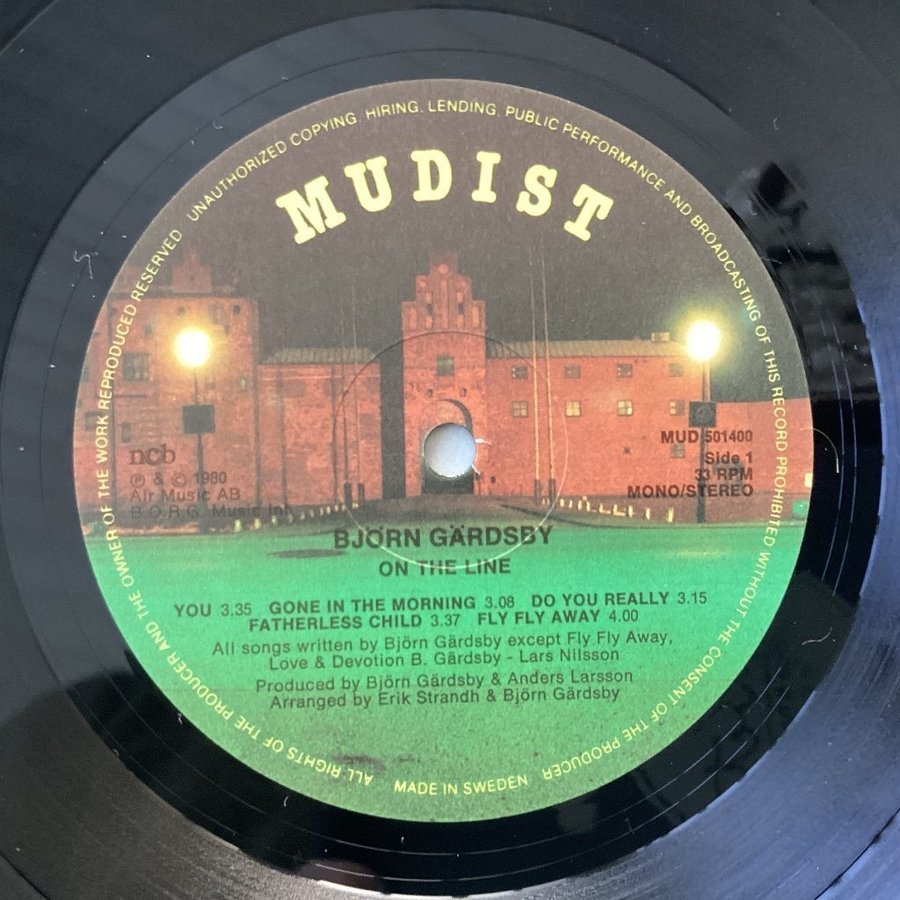 UNAUTHORIZED COPYING. HIRING. LENDING. PUBLIC PERFORMANCE AND BROADCASTING OF THIS RECORD PROHIBITED WITHOUT THE CONSENT OF THE PRODUCER
MUDIST
ncb
℗ & © 1980
Air Music AB
B.O.R.G. Music
MUD 501400
Side 1
33 RPM
MONO/STEREO
BJÖRN GÄRDSBY
ON THE LINE
YOU 3.35 GONE IN THE MORNING 3.08 DO YOU REALLY 3.15
FATHERLESS CHILD 3.37 FLY FLY AWAY 4.00
All songs written by Björn Gärdsby except Fly Fly Away,
Love & Devotion B. Gärdsby - Lars Nilsson
Produced by Björn Gärdsby & Anders Larsson
Arranged by Erik Strandh & Björn Gärdsby
MADE IN SWEDEN
ALL RIGHTS OF THE PRODUCER AND THE OWNER OF THE WORK REPRODUCED RESERVED